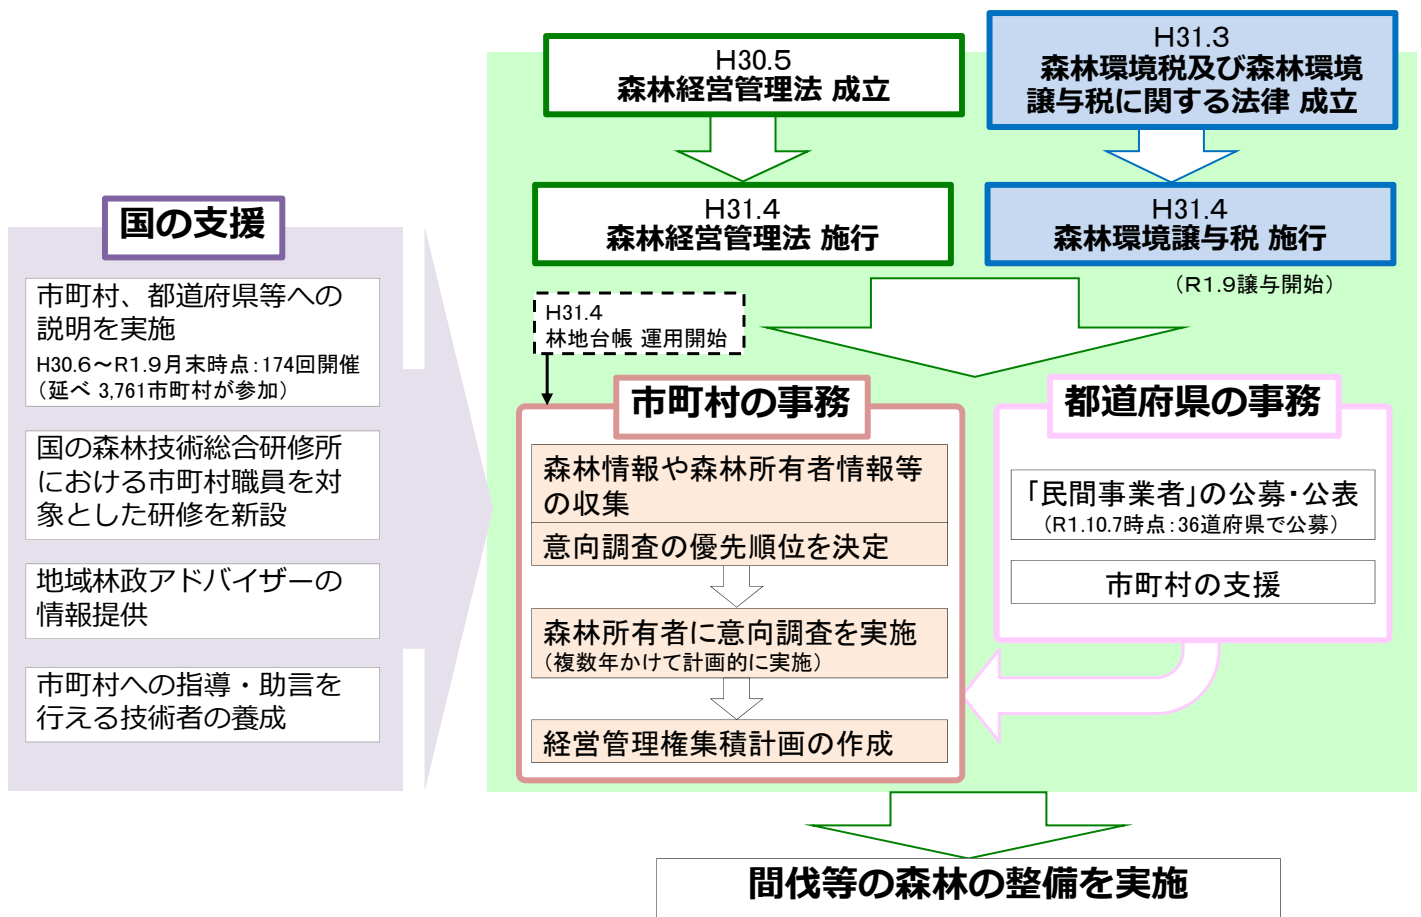 H30.5
森林経営管理法 成立
H31.3
森林環境税及び森林環境
譲与税に関する法律 成立
H31.4
森林経営管理法 施行
H31.4
森林環境譲与税 施行
（R1.9譲与開始）
国の支援
市町村、都道府県等への
説明を実施
H30.6～R1.9月末時点：174回開催
（延べ 3,761市町村が参加）
国の森林技術総合研修所
における市町村職員を対
象とした研修を新設
地域林政アドバイザーの
情報提供
市町村への指導・助言を
行える技術者の養成
H31.4
林地台帳 運用開始
市町村の事務
森林情報や森林所有者情報等
の収集
意向調査の優先順位を決定
森林所有者に意向調査を実施
（複数年かけて計画的に実施）
経営管理権集積計画の作成
都道府県の事務
「民間事業者」の公募・公表
（R1.10.7時点：36道府県で公募）
市町村の支援
間伐等の森林の整備を実施